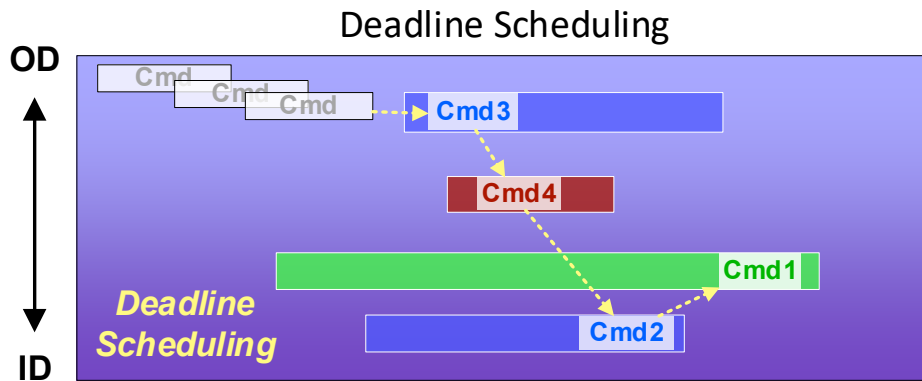 Deadline Scheduling
OD
Cmd
Cmd
Cmd
Cmd3
Cmd4
Cmd1
Deadline
Scheduling
Cmd2
ID